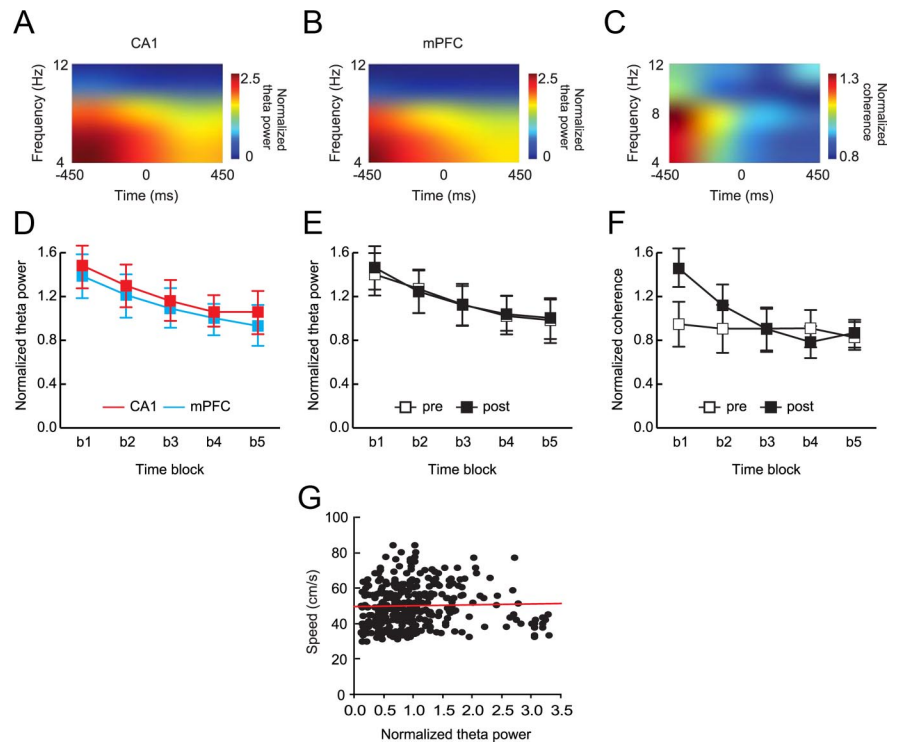 A
CA1
12
Frequency (Hz)
4
-450
0
450
Time (ms)
2.5
0
Normalized
theta power
B
mPFC
12
Frequency (Hz)
4
-450
0
450
Time (ms)
2.5
0
Normalized
theta power
C
12
8
4
Frequency (Hz)
-450
0
450
Time (ms)
1.3
0.8
Normalized
coherence
D
1.6
1.2
0.8
0.4
0.0
Normalized theta power
CA1 mPFC
b1 b2 b3 b4 b5
Time block
E
1.6
1.2
0.8
0.4
0.0
Normalized theta power
pre post
b1 b2 b3 b4 b5
Time block
F
1.6
1.2
0.8
0.4
0.0
Normalized coherence
pre post
b1 b2 b3 b4 b5
Time block
G
100
80
60
40
20
0
Speed (cm/s)
0.0 0.5 1.0 1.5 2.0 2.5 3.0 3.5
Normalized theta power